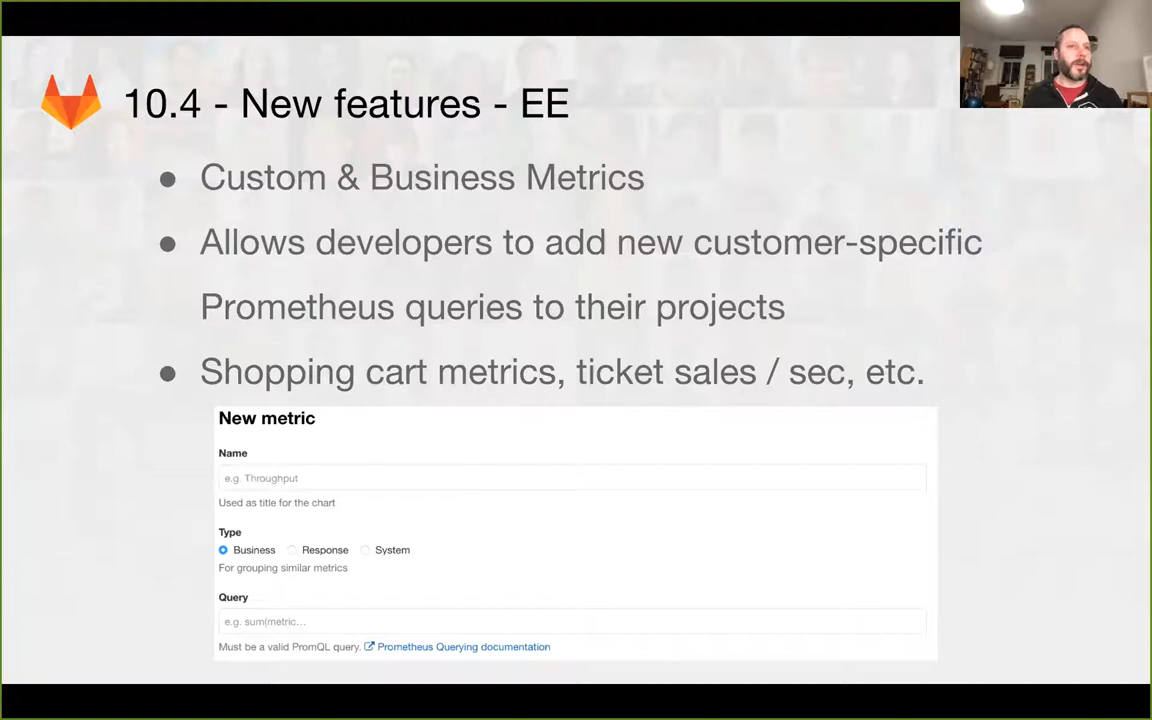 10.4 - New features - EE
● Custom & Business Metrics
● Allows developers to add new customer-specific
Prometheus queries to their projects
● Shopping cart metrics, ticket sales / sec, etc.
New metric
Name
e.g. Throughput
Used as title for the chart
Type
Business Response System
For grouping similar metrics
Query
e.g. sum(metric...
Must be a valid PromQL query. Prometheus Querying documentation